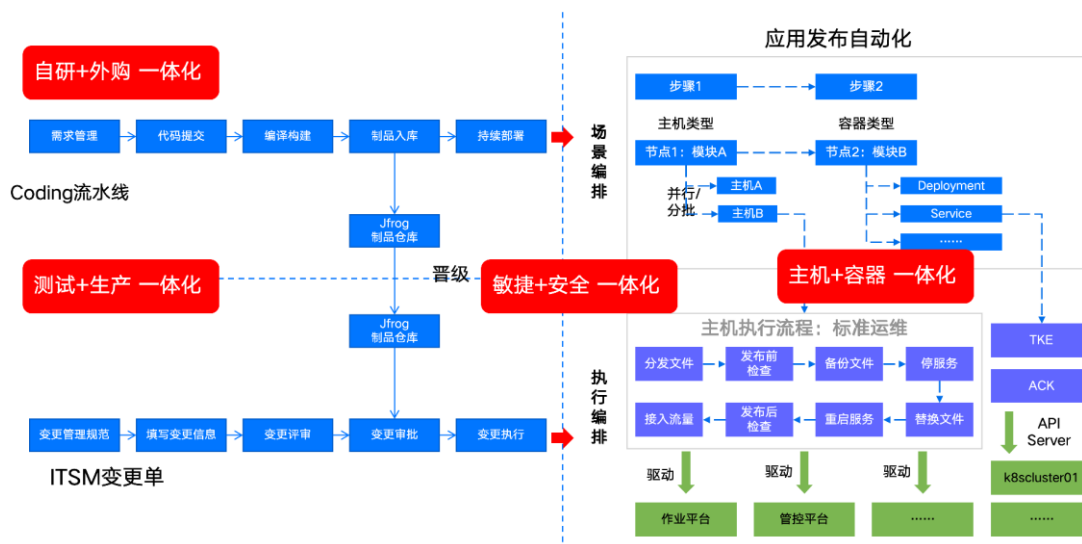 应用发布自动化
自研+外购 一体化
步骤1
步骤2
主机类型
容器类型
需求管理
代码提交
编译构建
制品入库
持续部署
场景编排
节点1：模块A
节点2：模块B
Coding流水线
并行/
分批
主机A
主机B
Deployment
Service
······
Jfrog
制品仓库
测试+生产 一体化
晋级
敏捷+安全 一体化
主机+容器 一体化
Jfrog
制品仓库
主机执行流程：标准运维
TKE
分发文件
发布前
检查
备份文件
停服务
ACK
执行编排
接入流量
发布后
检查
重启服务
替换文件
API
Server
变更管理规范
填写变更信息
变更评审
变更审批
变更执行
ITSM变更单
驱动
驱动
驱动
k8scluster01
作业平台
管控平台
······
······